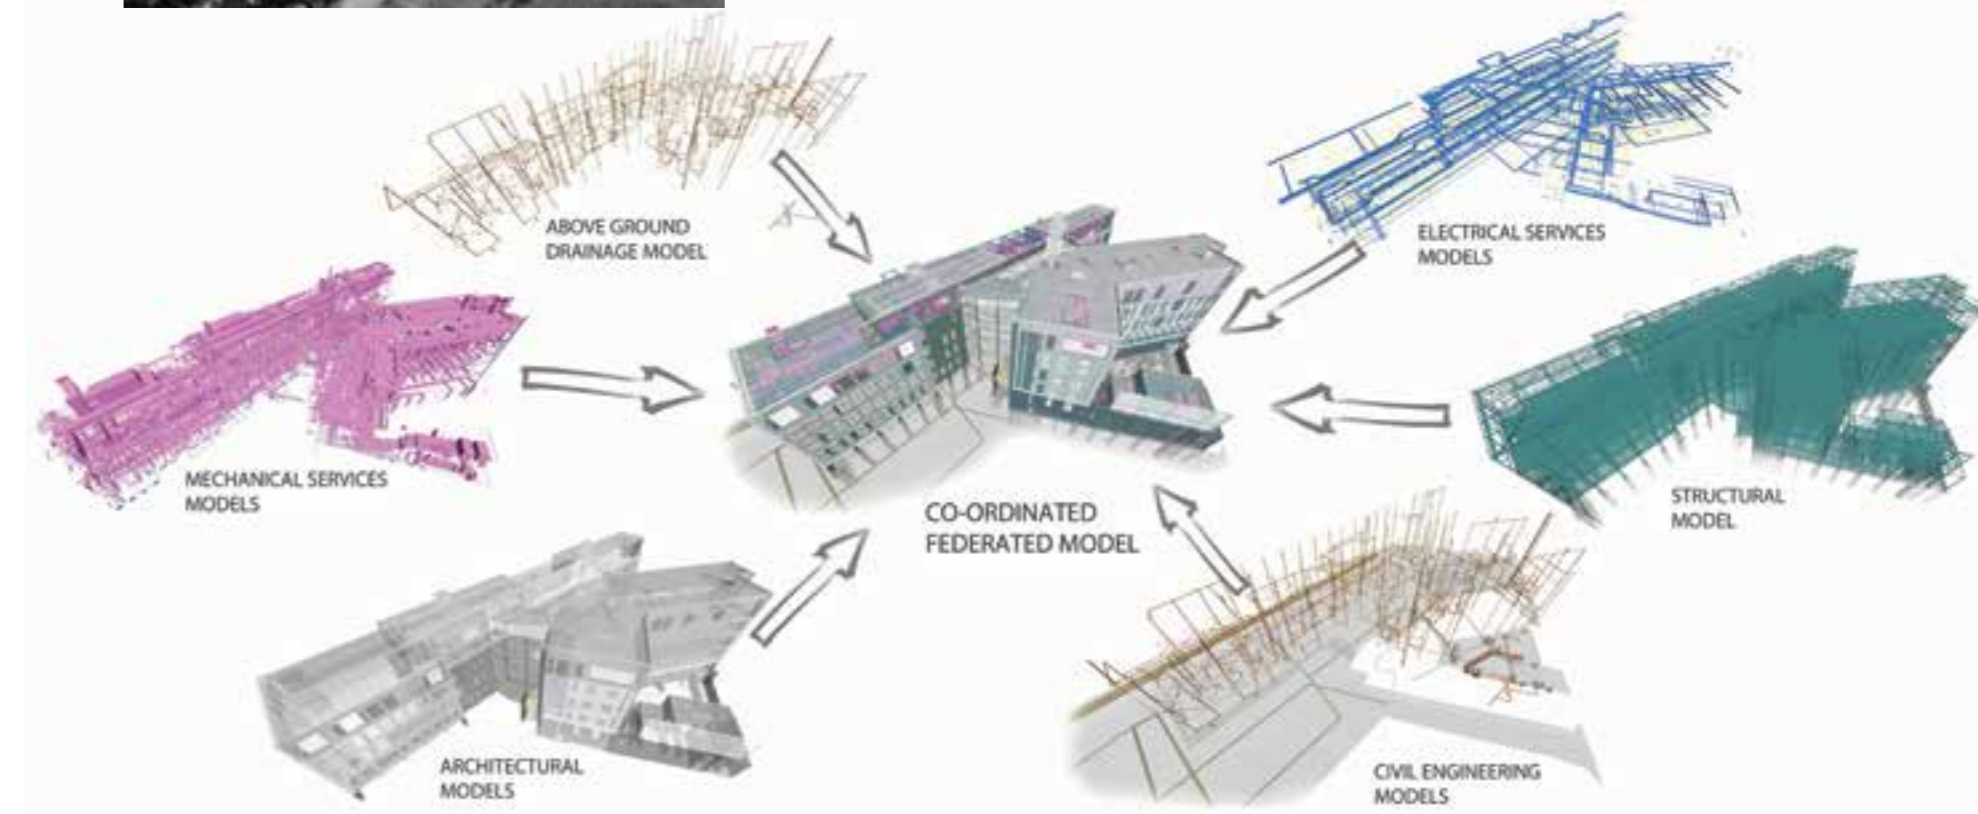 ABOVE GROUND
DRAINAGE MODEL
ELECTRICAL SERVICES
MODELS
MECHANICAL SERVICES
MODELS
STRUCTURAL
MODEL
CO-ORDINATED
FEDERATED MODEL
ARCHITECTURAL
MODELS
CIVIL ENGINEERING
MODELS